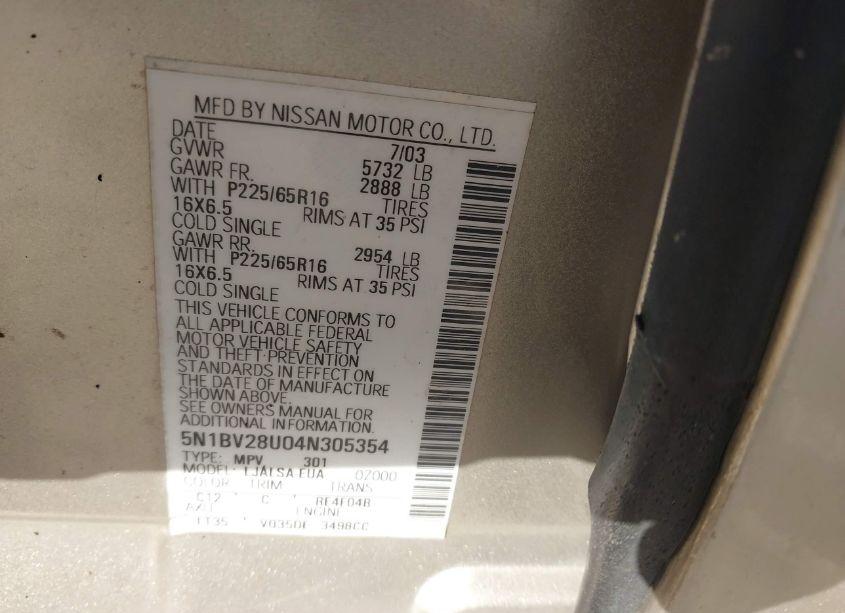 MFD BY NISSAN MOTOR CO., LTD.
DATE 7/03
GVWR 5732 LB
GAWR FR. 2888 LB
WITH P225/65R16 TIRES
16X6.5 RIMS AT 35 PSI
COLD SINGLE
GAWR RR. 2954 LB
WITH P225/65R16 TIRES
16X6.5 RIMS AT 35 PSI
COLD SINGLE
THIS VEHICLE CONFORMS TO
ALL APPLICABLE FEDERAL
MOTOR VEHICLE SAFETY
AND THEFT PREVENTION
STANDARDS IN EFFECT ON
THE DATE OF MANUFACTURE
SHOWN ABOVE.
SEE OWNERS MANUAL FOR
ADDITIONAL INFORMATION.
5N1BV28U04N305354
TYPE: MPV 301
MODEL: LJALSA EUA 0Z000
COLOR TRIM TRANS
C12 C RE4F04B
AXLE ENGINE
TT35 VQ35DE 3498CC